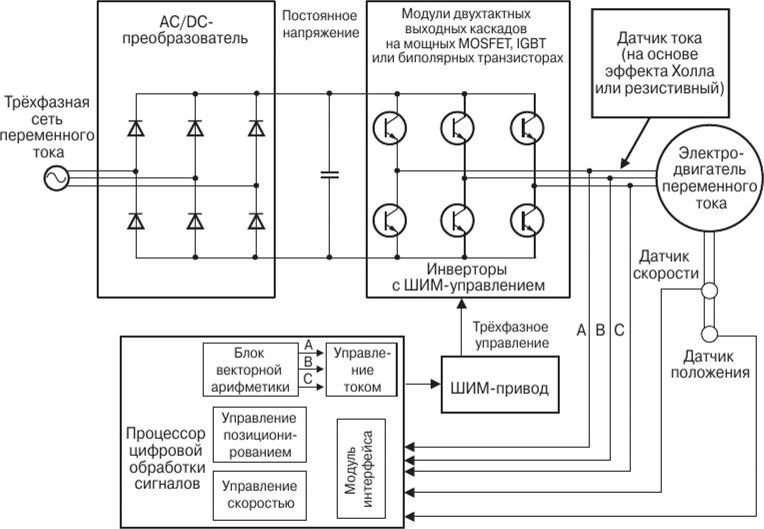 AC/DC-
преобразователь
Постоянное
напряжение
Модули двухтактных
выходных каскадов
на мощных MOSFET, IGBT
или биполярных транзисторах
Датчик тока
(на основе
эффекта Холла
или резистивный)
Трёхфазная
сеть
переменного
тока
Электро-
двигатель
переменного
тока
Инверторы
с ШИМ-управлением
Датчик
скорости
Трёхфазное
управление
A B C
Датчик
положения
Блок
векторной
арифметики
A
B
C
Управле-
ние
током
ШИМ-привод
Процессор
цифровой
обработки
сигналов
Управление
позициони-
рованием
Управление
скоростью
Модуль
интерфейса